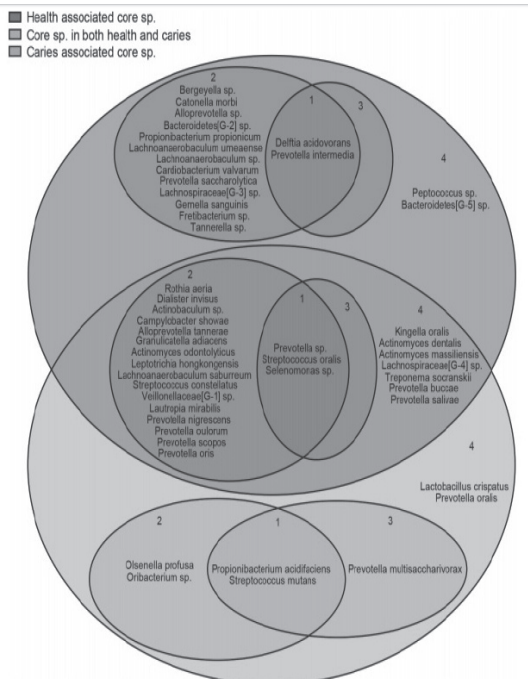 Health associated core sp.
Core sp. in both health and caries
Caries associated core sp.
2
1
3
Bergeyella sp.
Catonella morbi
Alloprevotella sp.
Bacteroidetes[G-2] sp.
Propionibacterium propionicum
Lachnoanaerobaculum umeaense
Lachnoanaerobaculum sp.
Cardiobacterium valvarum
Prevotella saccharolytica
Lachnospiraceae[G-3] sp.
Gemella sanguinis
Fretibacterium sp.
Tannerella sp.
Delftia acidovorans
Prevotella intermedia
4
Peptococcus sp.
Bacteroidetes[G-5] sp.
2
1
3
4
Rothia aeria
Dialister invisus
Actinobaculum sp.
Campylobacter showae
Alloprevotella tannerae
Granulicatella adiacens
Actinomyces odontolyticus
Leptotrichia hongkongensis
Lachnoanaerobaculum saburreum
Streptococcus constellatus
Veillonellaceae[G-1] sp.
Lautropia mirabilis
Prevotella nigrescens
Prevotella oulorum
Prevotella scopos
Prevotella oris
Prevotella sp.
Streptococcus oralis
Selenomonas sp.
Kingella oralis
Actinomyces dentalis
Actinomyces massiliensis
Lachnospiraceae[G-4] sp.
Treponema socranskii
Prevotella buccae
Prevotella salivae
4
Lactobacillus crispatus
Prevotella oralis
2
1
3
Olsenella profusa
Oribacterium sp.
Propionibacterium acidifaciens
Streptococcus mutans
Prevotella multisaccharivorax